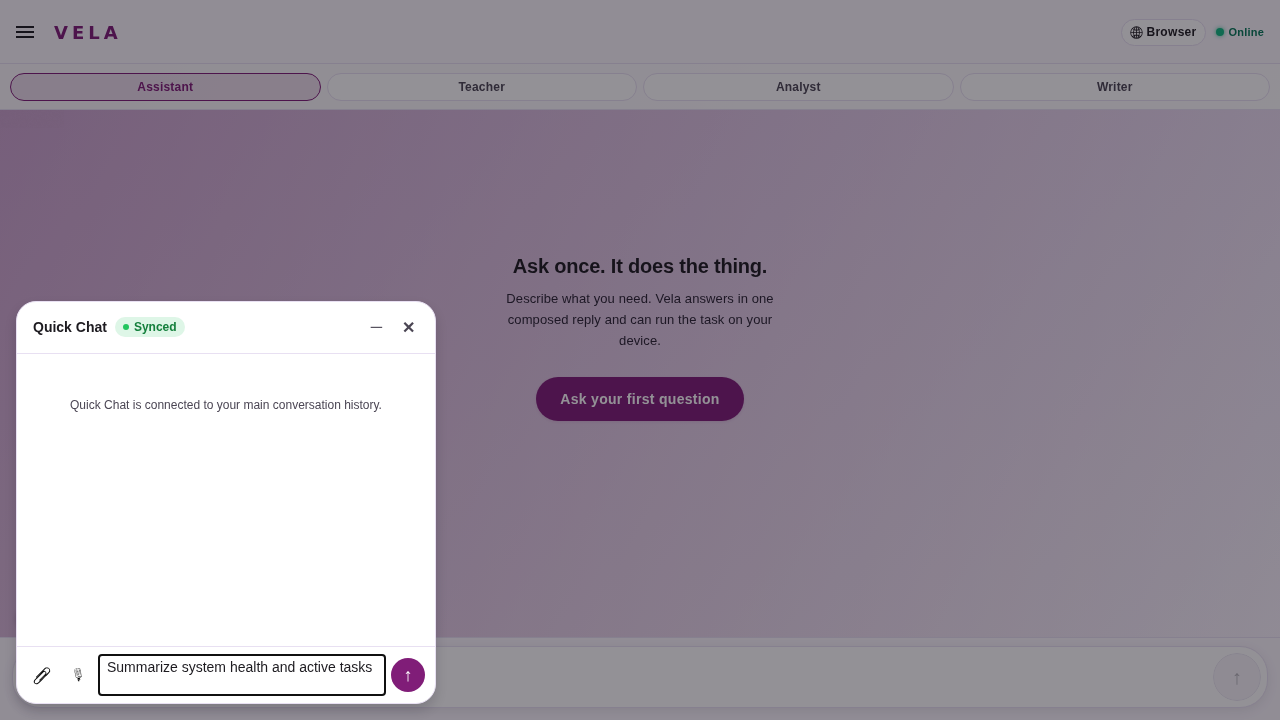 VELA
Browser
Online
Assistant
Teacher
Analyst
Writer
Ask once. It does the thing.
Describe what you need. Vela answers in one
composed reply and can run the task on your
device.
Ask your first question
Quick Chat
Synced
Quick Chat is connected to your main conversation history.
Summarize system health and active tasks